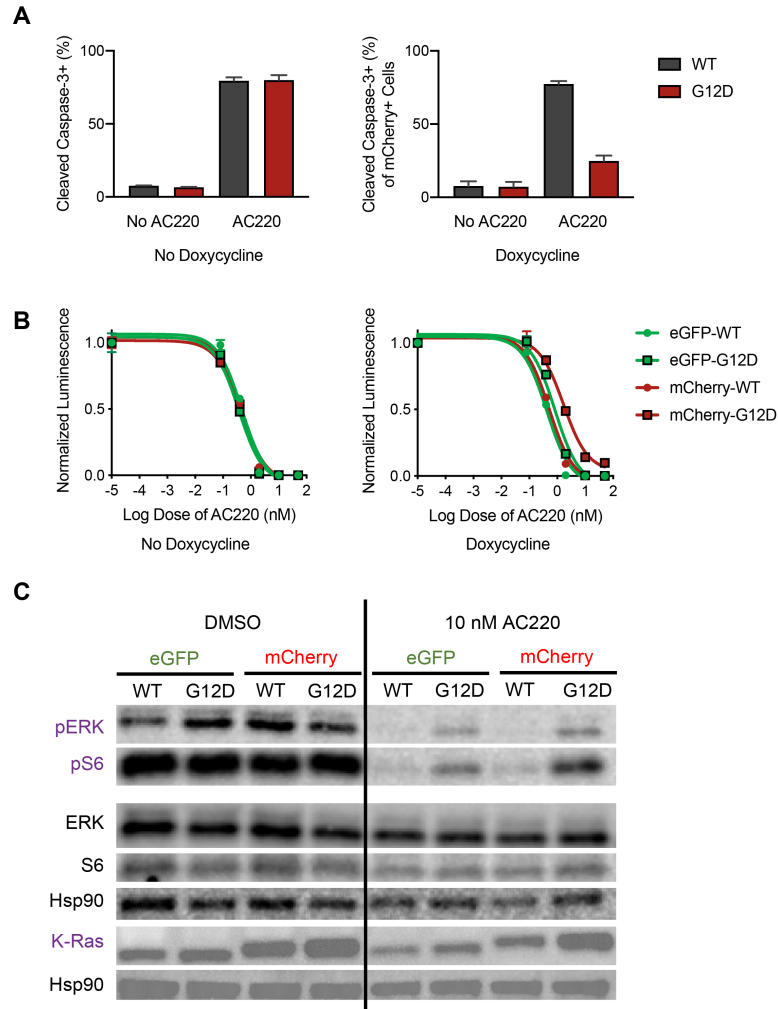 A
Cleaved Caspase-3+ (%)
100
50
0
No AC220
AC220
No Doxycycline
Cleaved Caspase-3+ (%)
of mCherry+ Cells
100
50
0
No AC220
AC220
Doxycycline
WT
G12D
B
Normalized Luminescence
1.0
0.5
0.0
-5 -4 -3 -2 -1 0 1 2
Log Dose of AC220 (nM)
No Doxycycline
Normalized Luminescence
1.0
0.5
0.0
-5 -4 -3 -2 -1 0 1 2
Log Dose of AC220 (nM)
Doxycycline
eGFP-WT
eGFP-G12D
mCherry-WT
mCherry-G12D
C
DMSO
10 nM AC220
eGFP mCherry eGFP mCherry
WT G12D WT G12D WT G12D WT G12D
pERK
pS6
ERK
S6
Hsp90
K-Ras
Hsp90